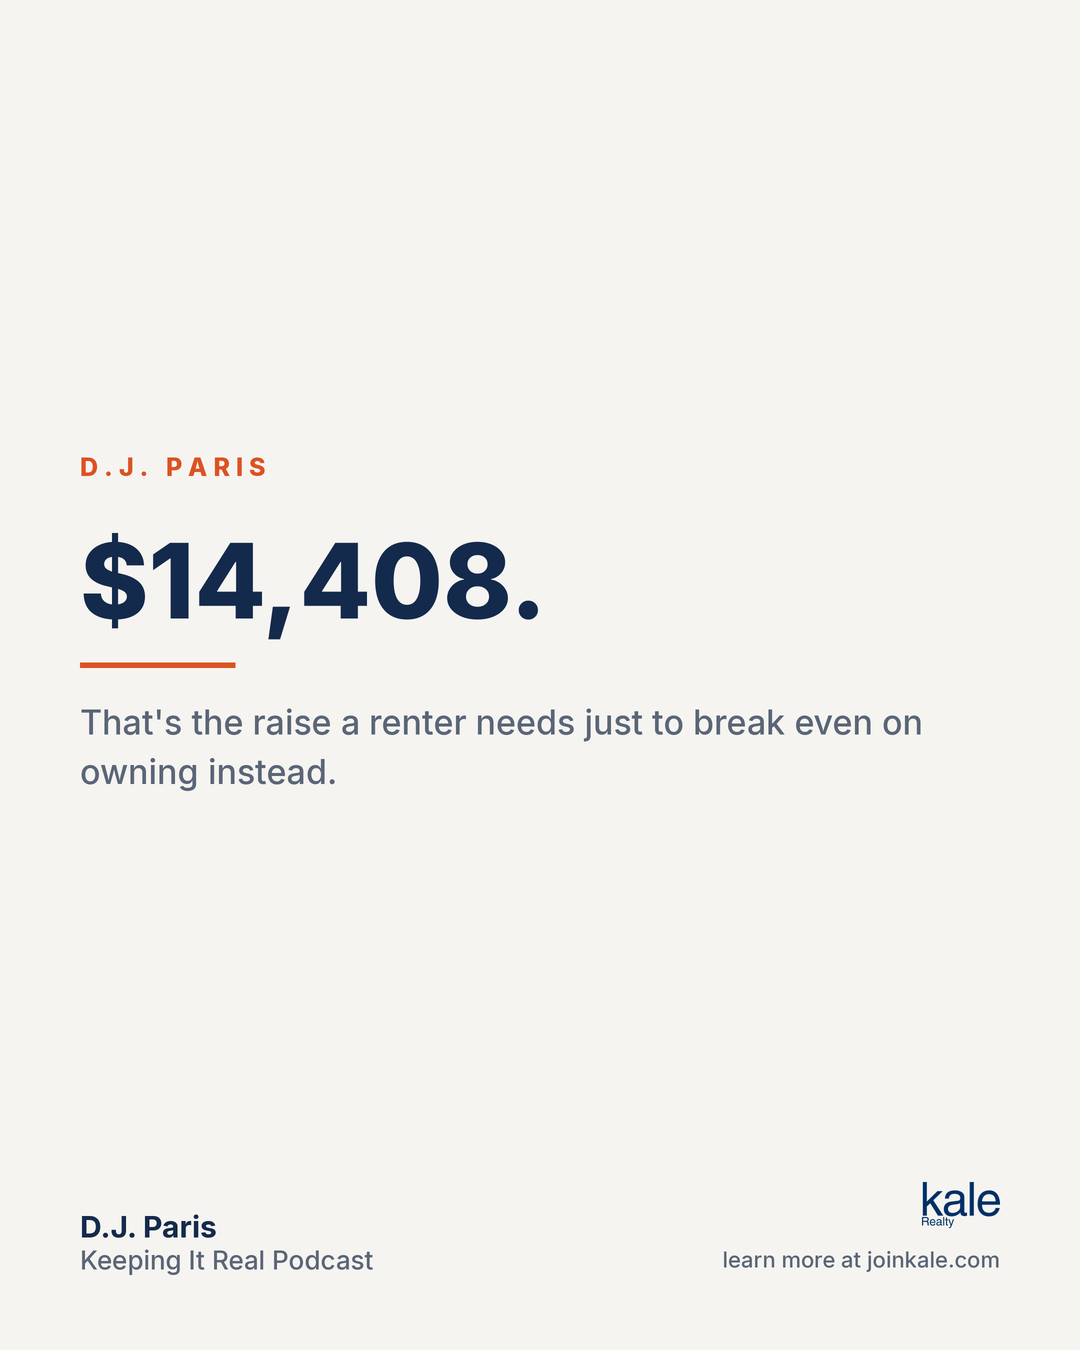 D.J. PARIS
$14,408.
That's the raise a renter needs just to break even on
owning instead.
D.J. Paris
Keeping It Real Podcast
kale
Realty
learn more at joinkale.com